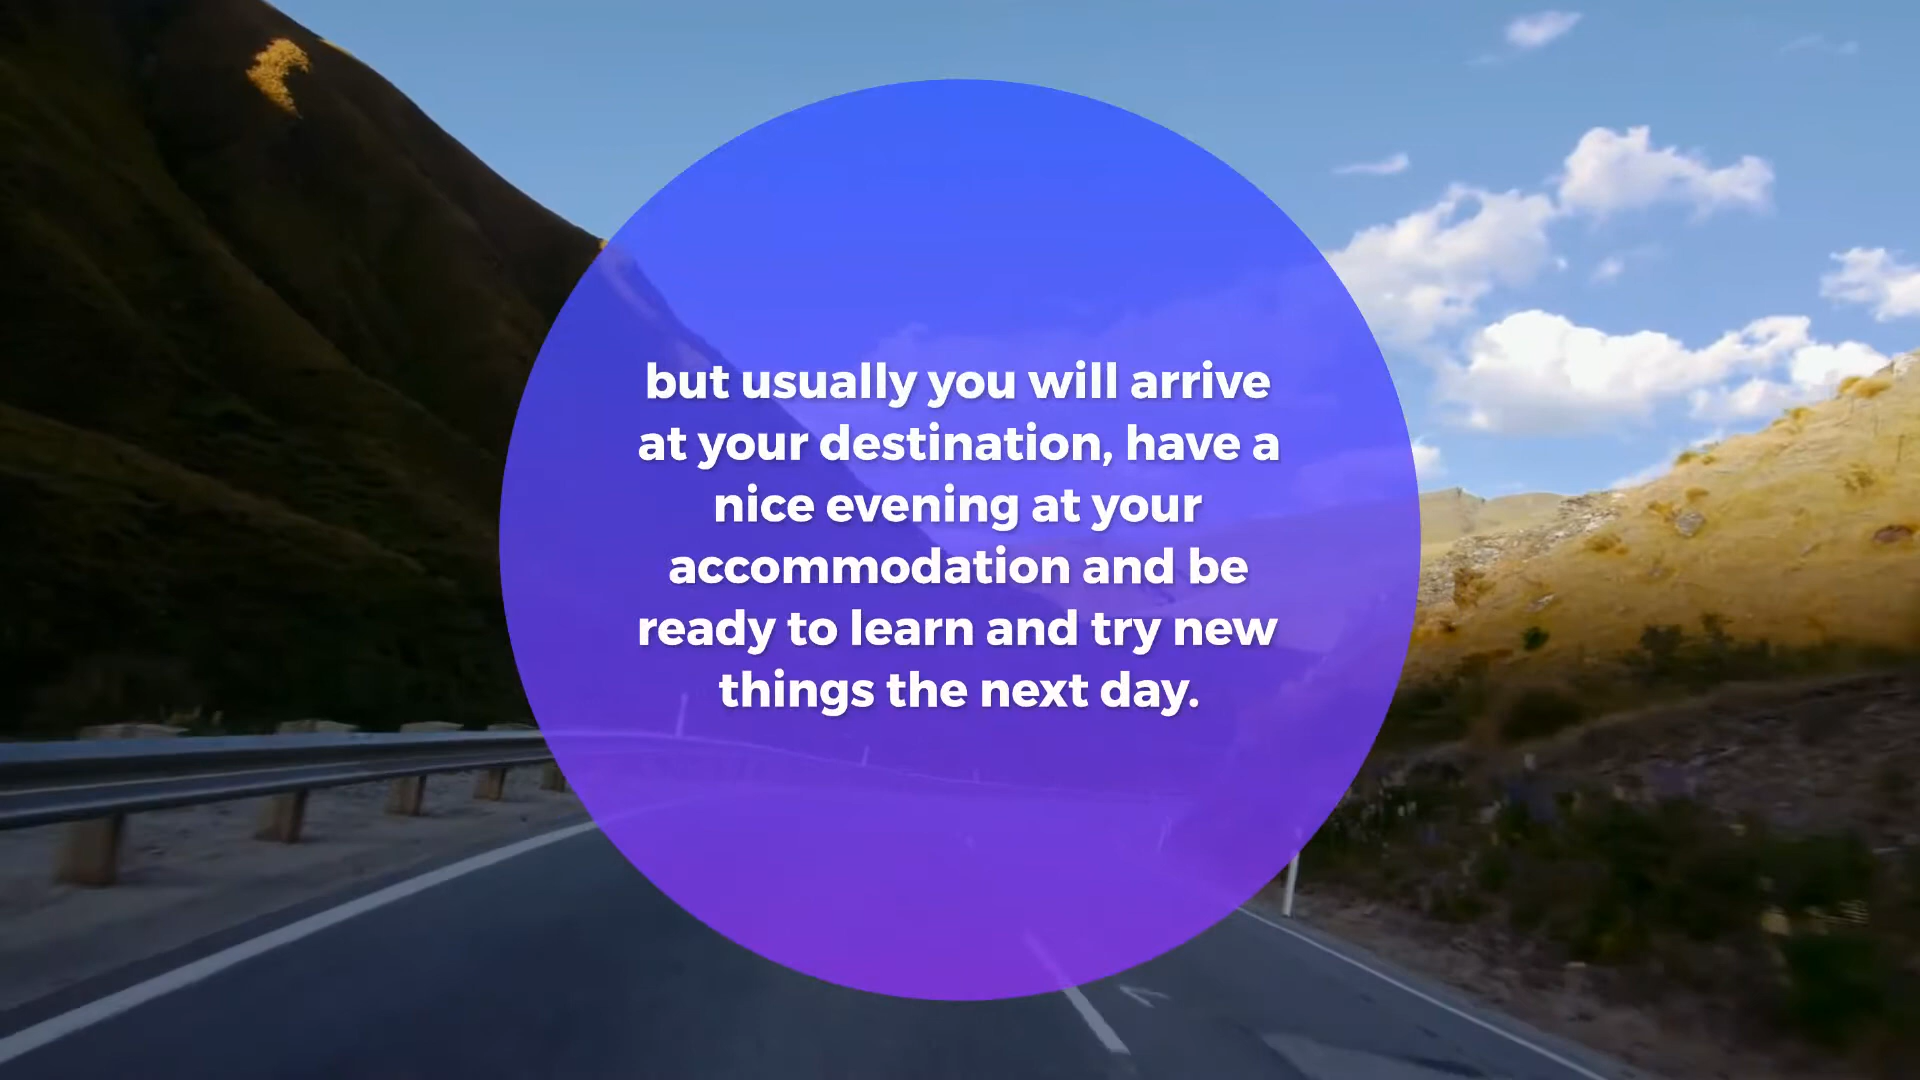 but usually you will arrive
at your destination, have a
nice evening at your
accommodation and be
ready to learn and try new
things the next day.